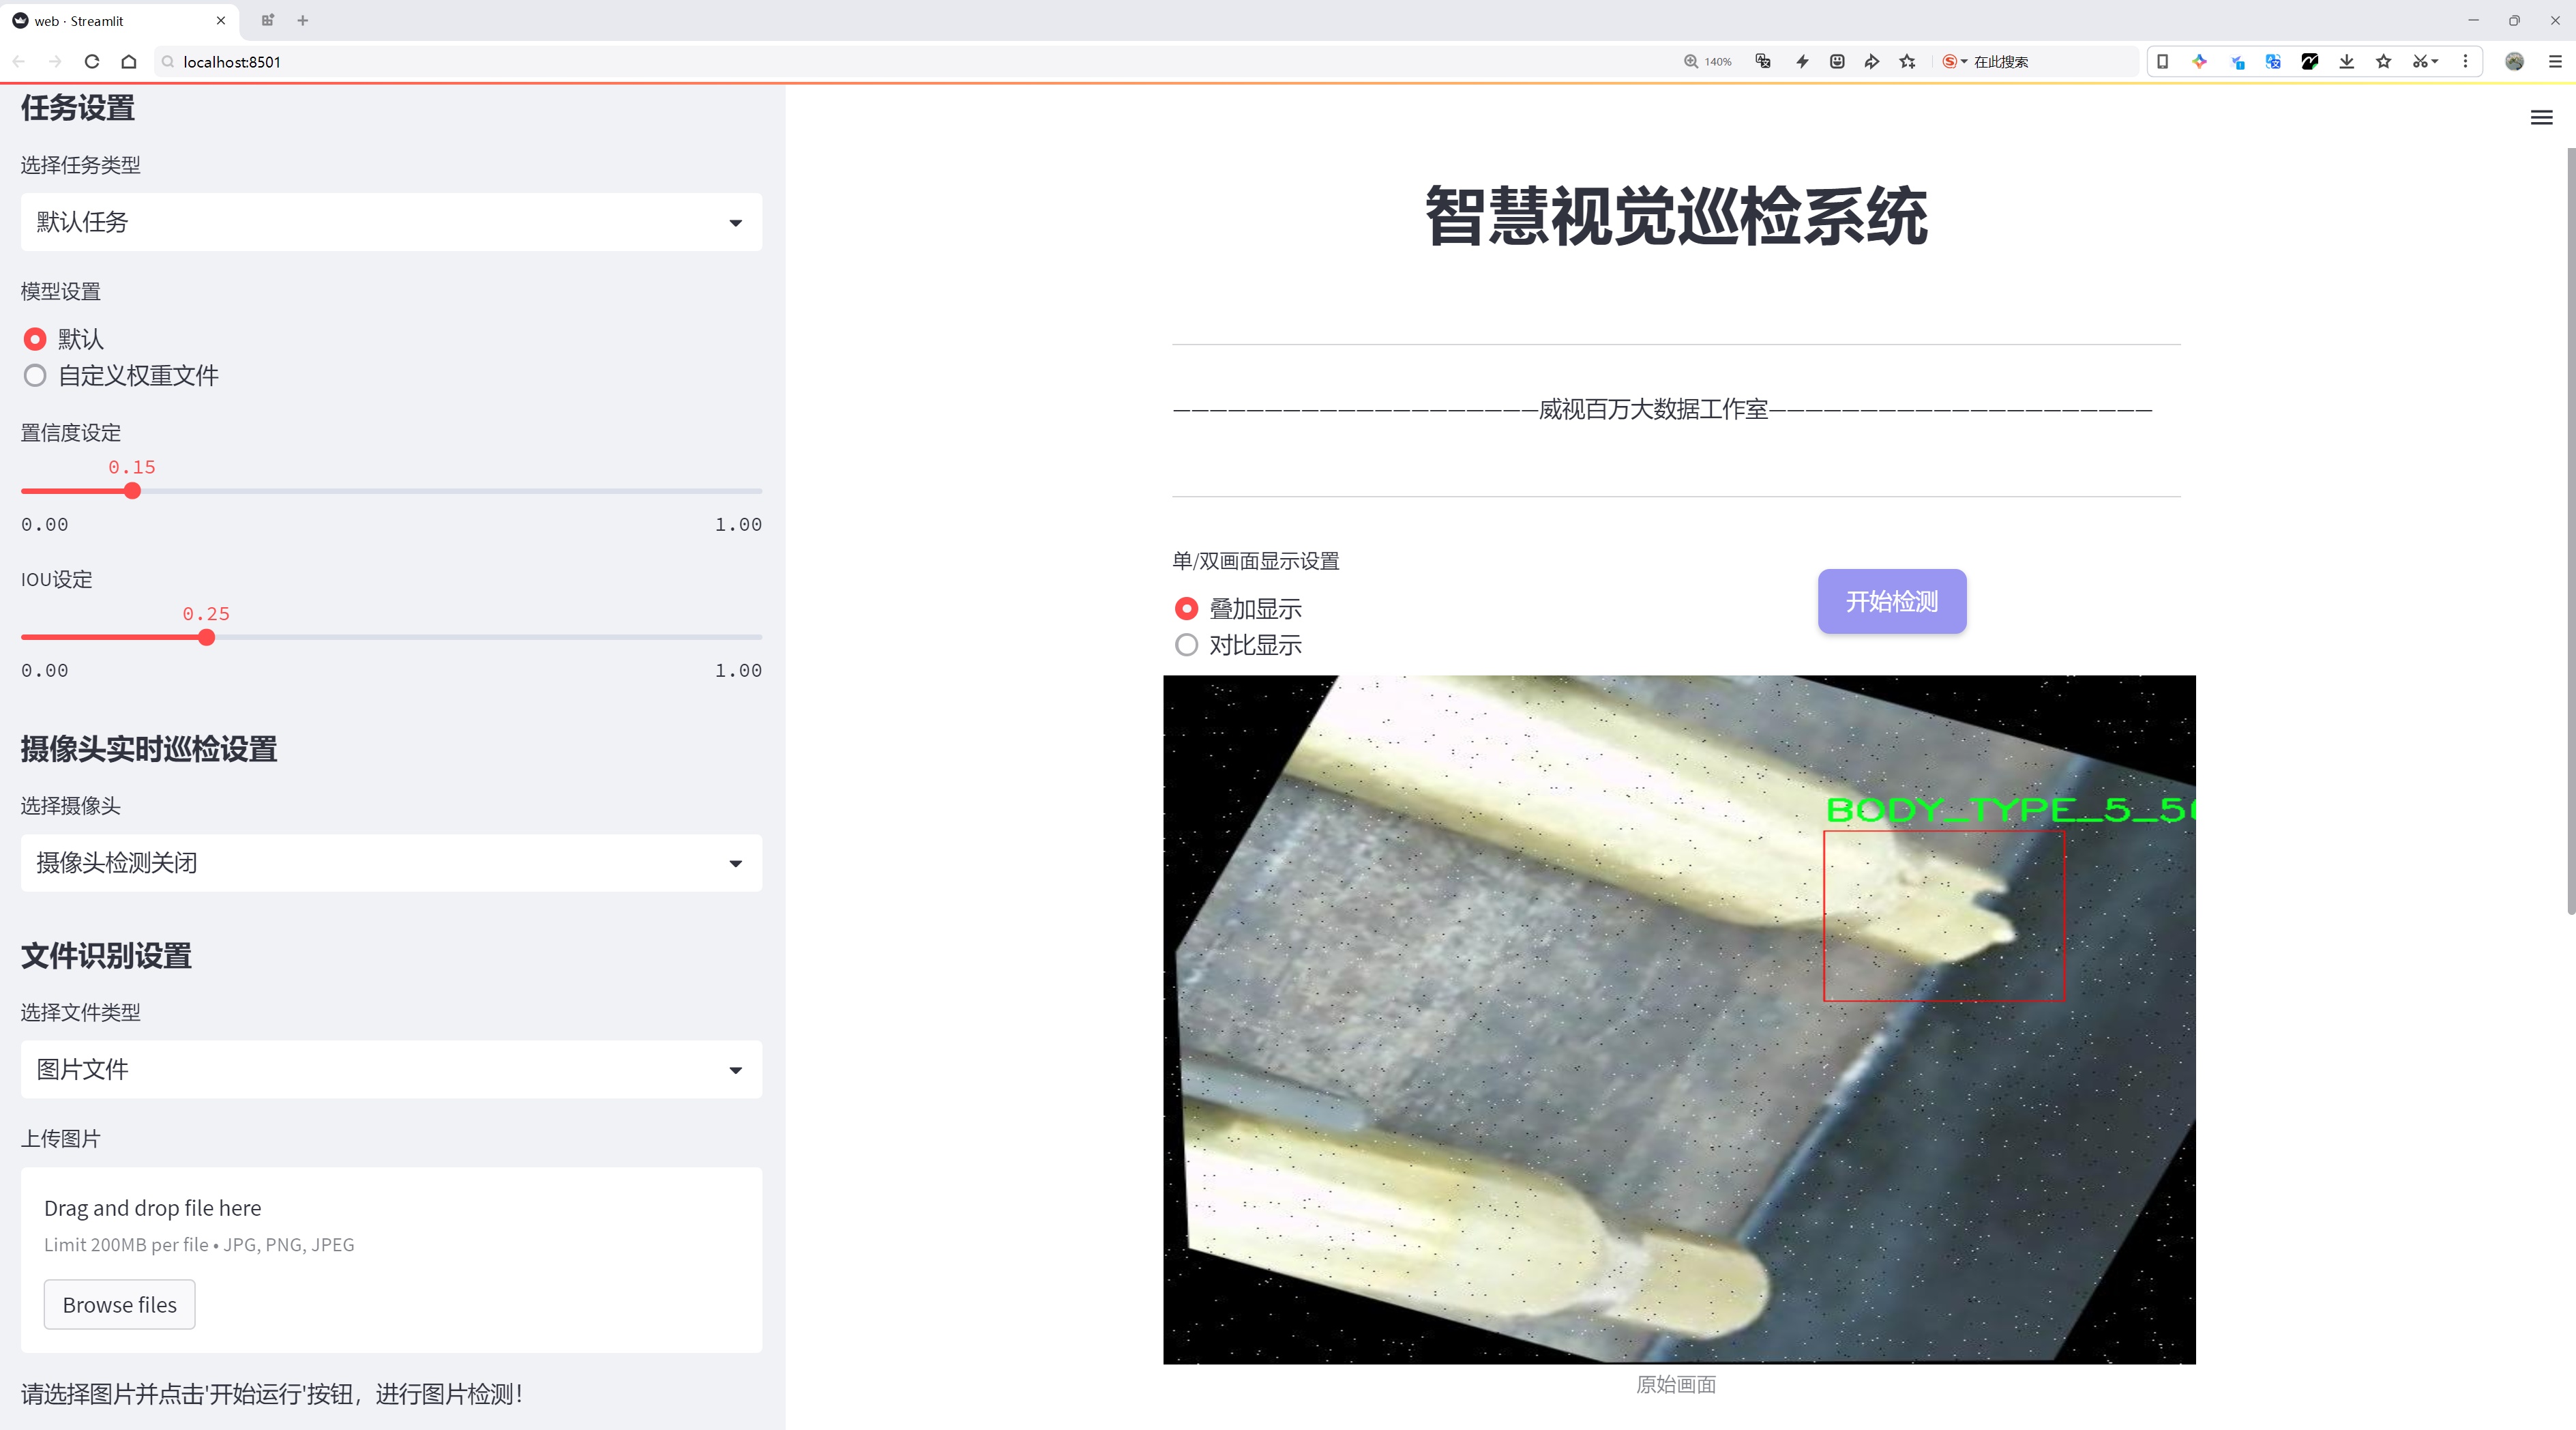 web · Streamlit
localhost:8501
140%
在此搜索
任务设置
选择任务类型
默认任务
模型设置
默认
自定义权重文件
置信度设定
0.15
0.00
1.00
IOU设定
0.25
0.00
1.00
摄像头实时巡检设置
选择摄像头
摄像头检测关闭
文件识别设置
选择文件类型
图片文件
上传图片
Drag and drop file here
Limit 200MB per file • JPG, PNG, JPEG
Browse files
请选择图片并点击'开始运行'按钮，进行图片检测！
智慧视觉巡检系统
————————————————————威视百万大数据工作室—————————————————————
单/双画面显示设置
叠加显示
对比显示
开始检测
BODY_TYPE_5_5
原始画面